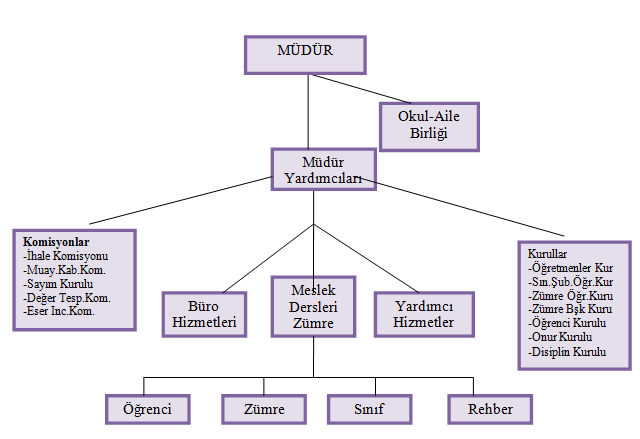 MÜDÜR
Okul-Aile
Birliği
Müdür
Yardımcıları
Komisyonlar
-İhale Komisyonu
-Muay.Kab.Kom.
-Sayım Kurulu
-Değer Tesp.Kom.
-Eser Inc.Kom.
Büro
Hizmetleri
Meslek
Dersleri
Zümre
Yardımcı
Hizmetler
Kurullar
-Öğretmenler Kur
-Sın.Şub.Öğr.Kur
-Zümre Öğr.Kuru
-Zümre Bşk Kuru
-Öğrenci Kurulu
-Onur Kurulu
-Disiplin Kurulu
Öğrenci
Zümre
Sınıf
Rehber